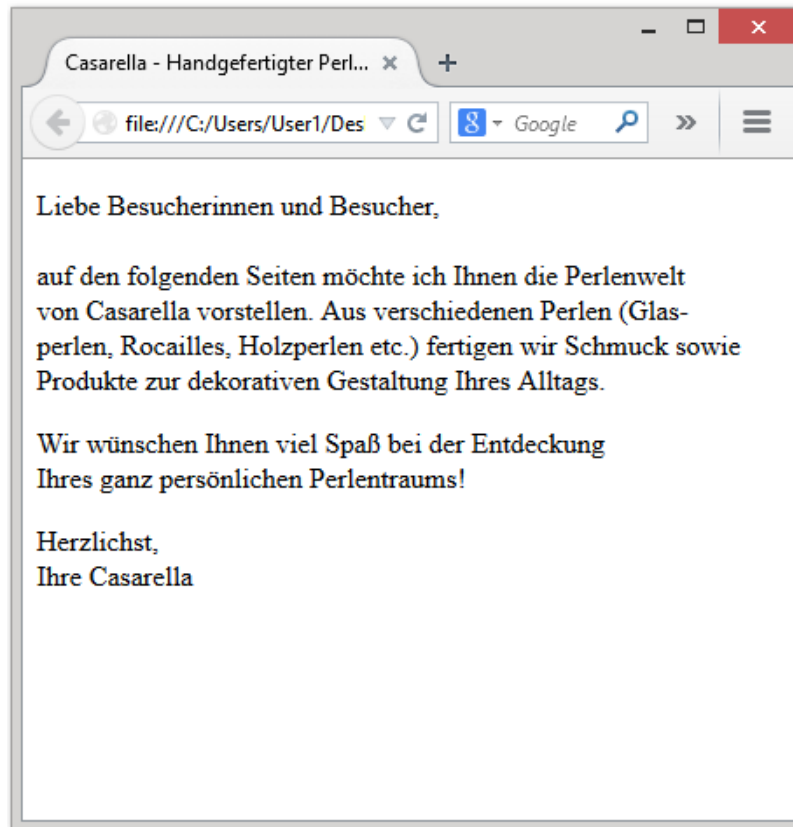 Casarella - Handgefertigter Perl...
file:///C:/Users/User1/Des
Google
Liebe Besucherinnen und Besucher,
auf den folgenden Seiten möchte ich Ihnen die Perlenwelt
von Casarella vorstellen. Aus verschiedenen Perlen (Glas-
perlen, Rocailles, Holzperlen etc.) fertigen wir Schmuck sowie
Produkte zur dekorativen Gestaltung Ihres Alltags.
Wir wünschen Ihnen viel Spaß bei der Entdeckung
Ihres ganz persönlichen Perlentraums!
Herzlichst,
Ihre Casarella